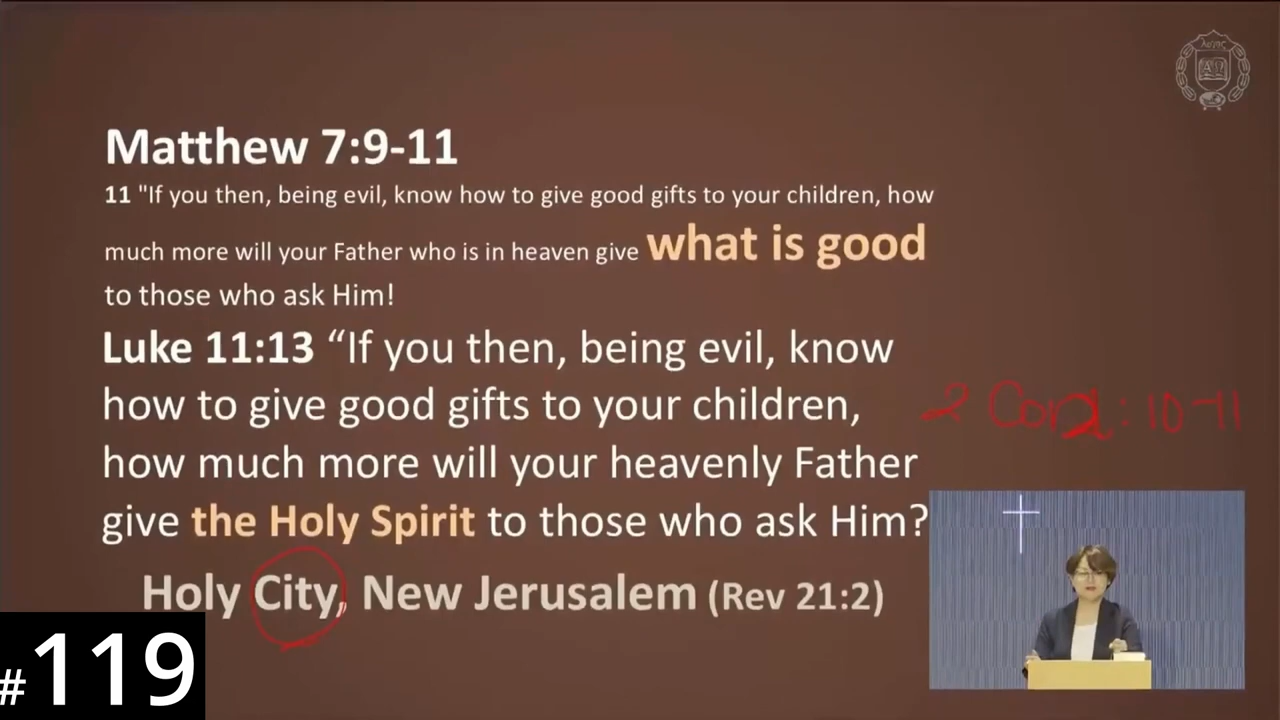 λογος
Α Ω
Matthew 7:9-11
11 "If you then, being evil, know how to give good gifts to your children, how
much more will your Father who is in heaven give what is good
to those who ask Him!
Luke 11:13 “If you then, being evil, know
how to give good gifts to your children,
2 Cor2:10-11
how much more will your heavenly Father
give the Holy Spirit to those who ask Him?
Holy City, New Jerusalem (Rev 21:2)
#119